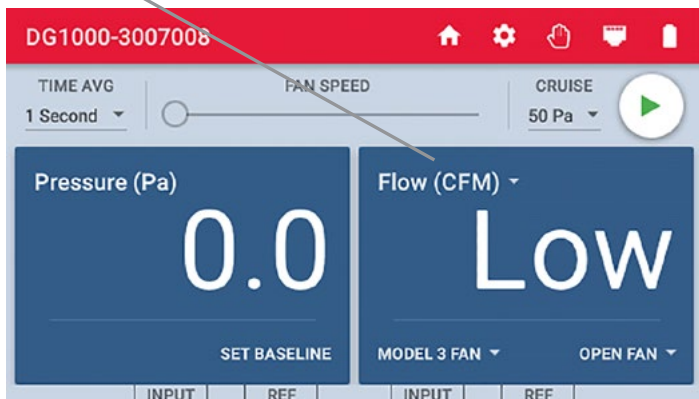 DG1000-3007008
TIME AVG
FAN SPEED
CRUISE
1 Second
50 Pa
Pressure (Pa)
Flow (CFM)
0.0
Low
SET BASELINE
MODEL 3 FAN
OPEN FAN
INPUT
REF
INPUT
REF